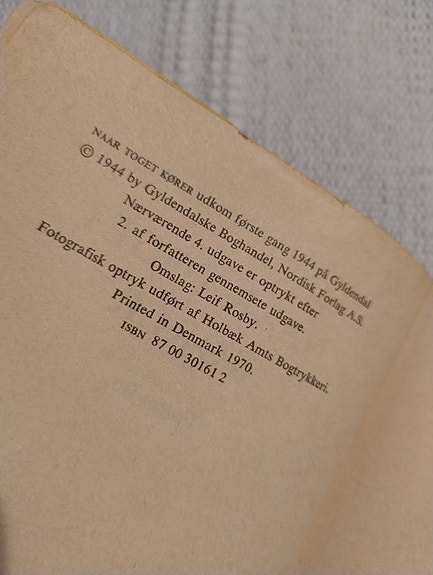 NAAR TOGET KØRER udkom første gang 1944 på Gyldendal
© 1944 by Gyldendalske Boghandel, Nordisk Forlag A.S.
Nærværende 4. udgave er optrykt efter
2. af forfatteren gennemsete udgave.
Omslag: Leif Rosby.
Fotografisk optryk udført af Holbæk Amts Bogtrykkeri.
Printed in Denmark 1970.
ISBN 87 00 30161 2